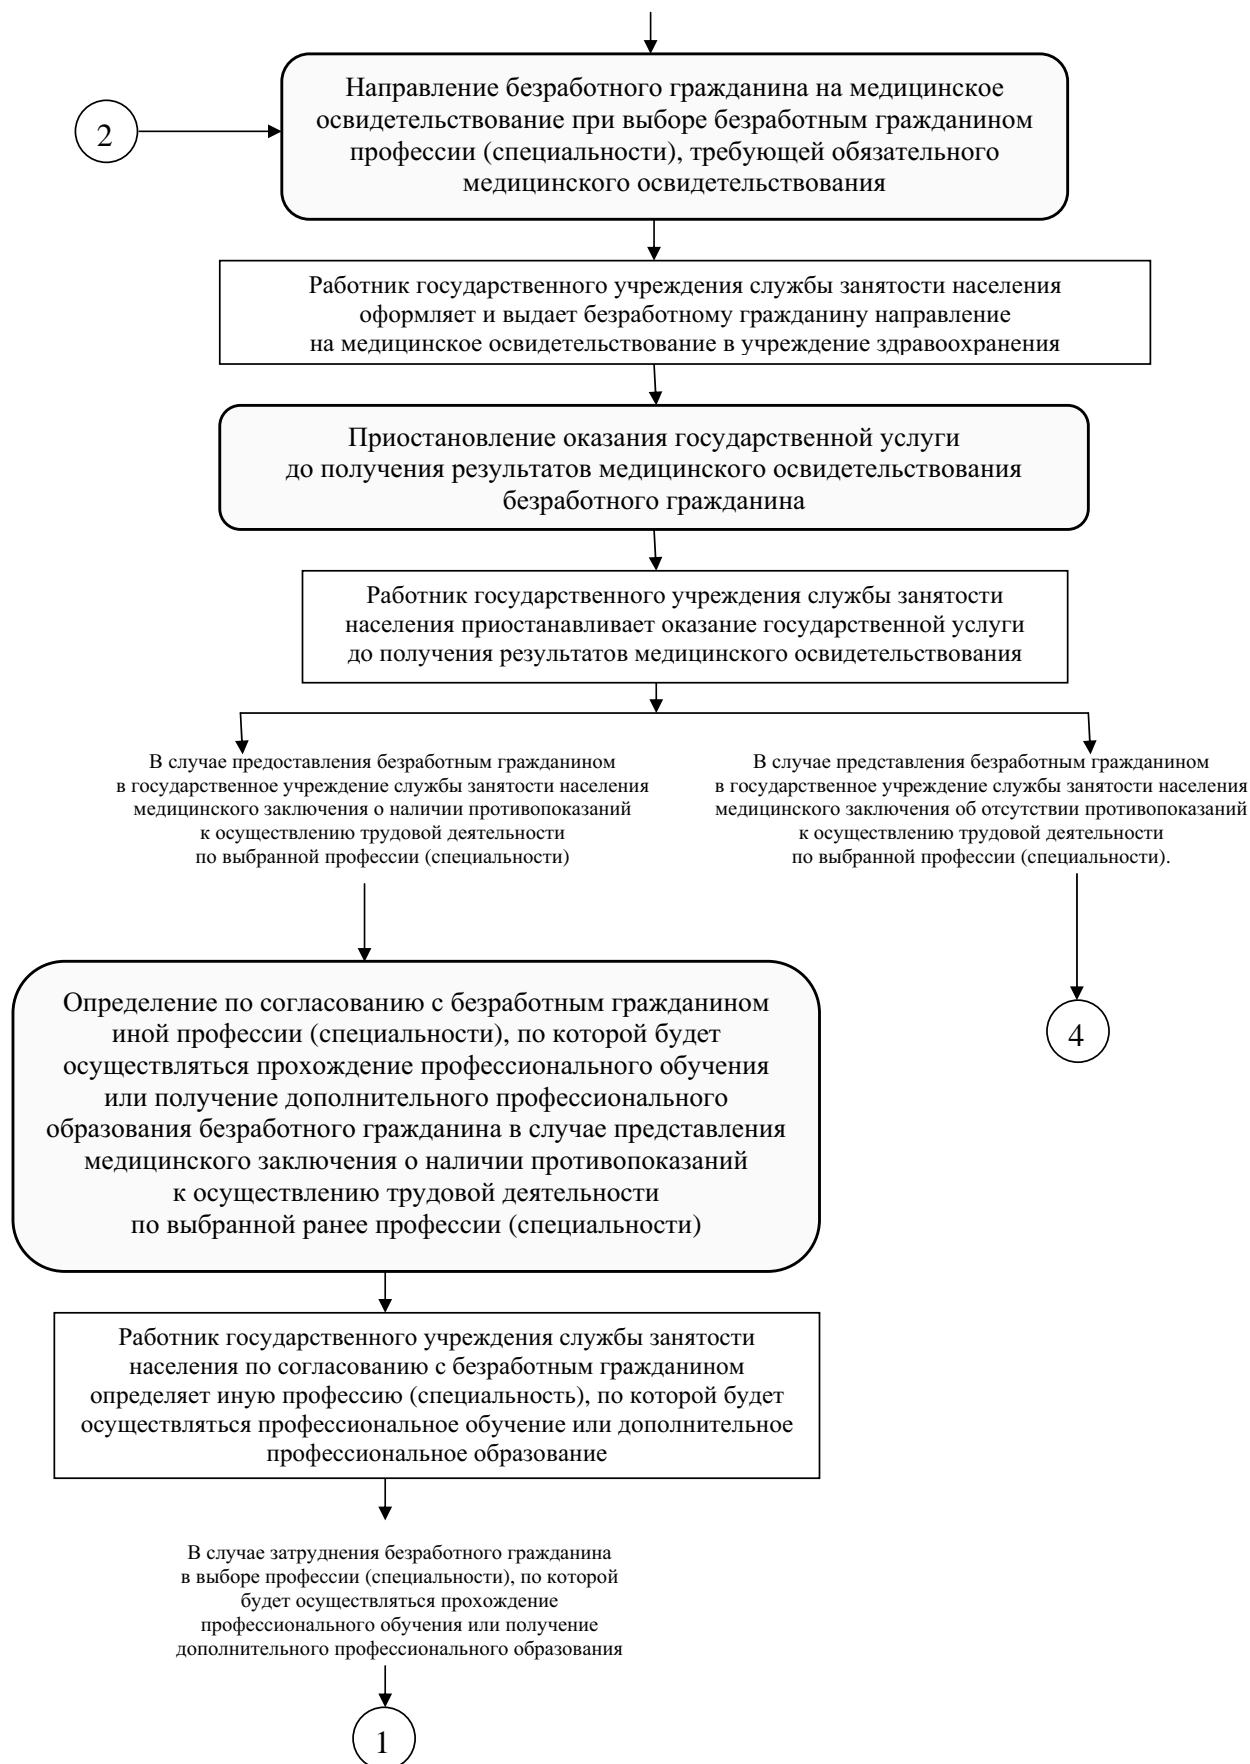 Направление безработного гражданина на медицинское
2
освидетельствование при выборе безработным гражданином
профессии (специальности), требующей обязательного
медицинского освидетельствования
Работник государственного учреждения службы занятости населения
оформляет и выдает безработному гражданину направление
на медицинское освидетельствование в учреждение здравоохранения
Приостановление оказания государственной услуги
до получения результатов медицинского освидетельствования
безработного гражданина
Работник государственного учреждения службы занятости
населения приостанавливает оказание государственной услуги
до получения результатов медицинского освидетельствования
В случае предоставления безработным гражданином
в государственное учреждение службы занятости населения
медицинского заключения о наличии противопоказаний
к осуществлению трудовой деятельности
по выбранной профессии (специальности)
В случае представления безработным гражданином
в государственное учреждение службы занятости населения
медицинского заключения об отсутствии противопоказаний
к осуществлению трудовой деятельности
по выбранной профессии (специальности).
Определение по согласованию с безработным гражданином
иной профессии (специальности), по которой будет
осуществляться прохождение профессионального обучения
или получение дополнительного профессионального
образования безработного гражданина в случае представления
медицинского заключения о наличии противопоказаний
к осуществлению трудовой деятельности
по выбранной ранее профессии (специальности)
4
Работник государственного учреждения службы занятости
населения по согласованию с безработным гражданином
определяет иную профессию (специальность), по которой будет
осуществляться профессиональное обучение или дополнительное
профессиональное образование
В случае затруднения безработного гражданина
в выборе профессии (специальности), по которой
будет осуществляться прохождение
профессионального обучения или получение
дополнительного профессионального образования
1